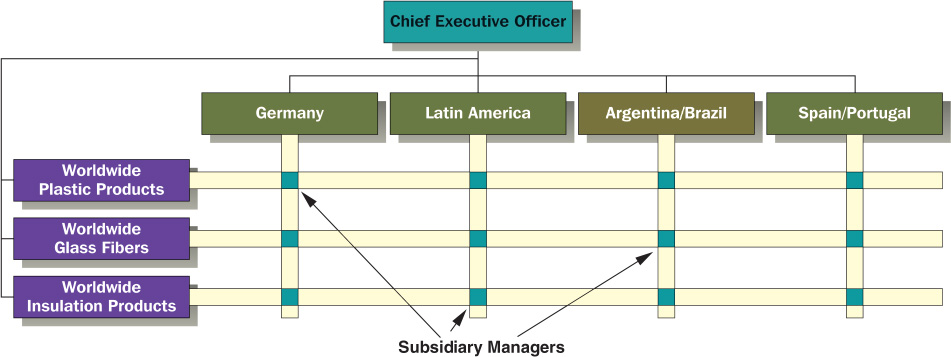 Chief Executive Officer
Germany
Latin America
Argentina/Brazil
Spain/Portugal
Worldwide
Plastic Products
Worldwide
Glass Fibers
Worldwide
Insulation Products
Subsidiary Managers